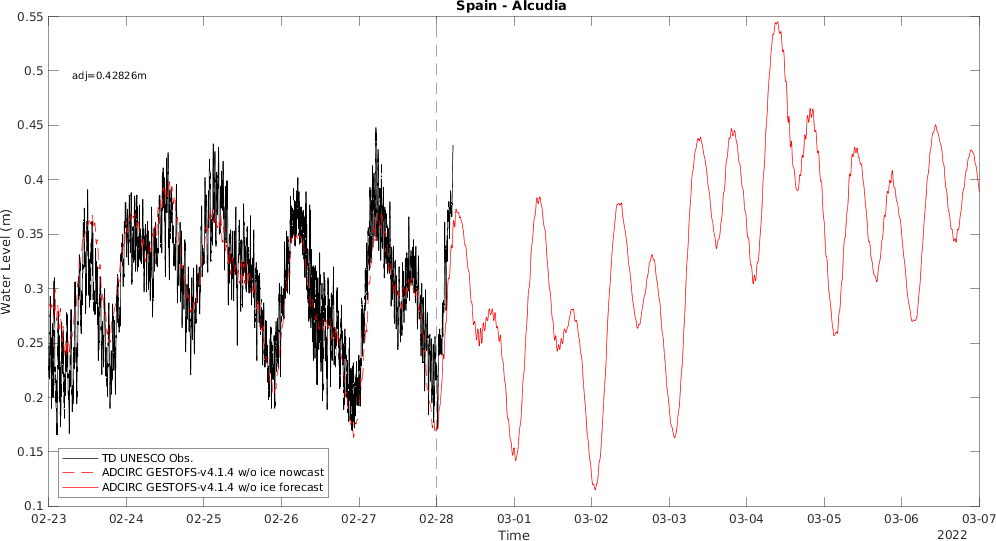 Spain - Alcudia
adj=0.42826m
Water Level (m)
0.55
0.5
0.45
0.4
0.35
0.3
0.25
0.2
0.15
0.1
TD UNESCO Obs.
ADCIRC GESTOFS-v4.1.4 w/o ice nowcast
ADCIRC GESTOFS-v4.1.4 w/o ice forecast
02-23 02-24 02-25 02-26 02-27 02-28 03-01 03-02 03-03 03-04 03-05 03-06 03-07
Time
2022